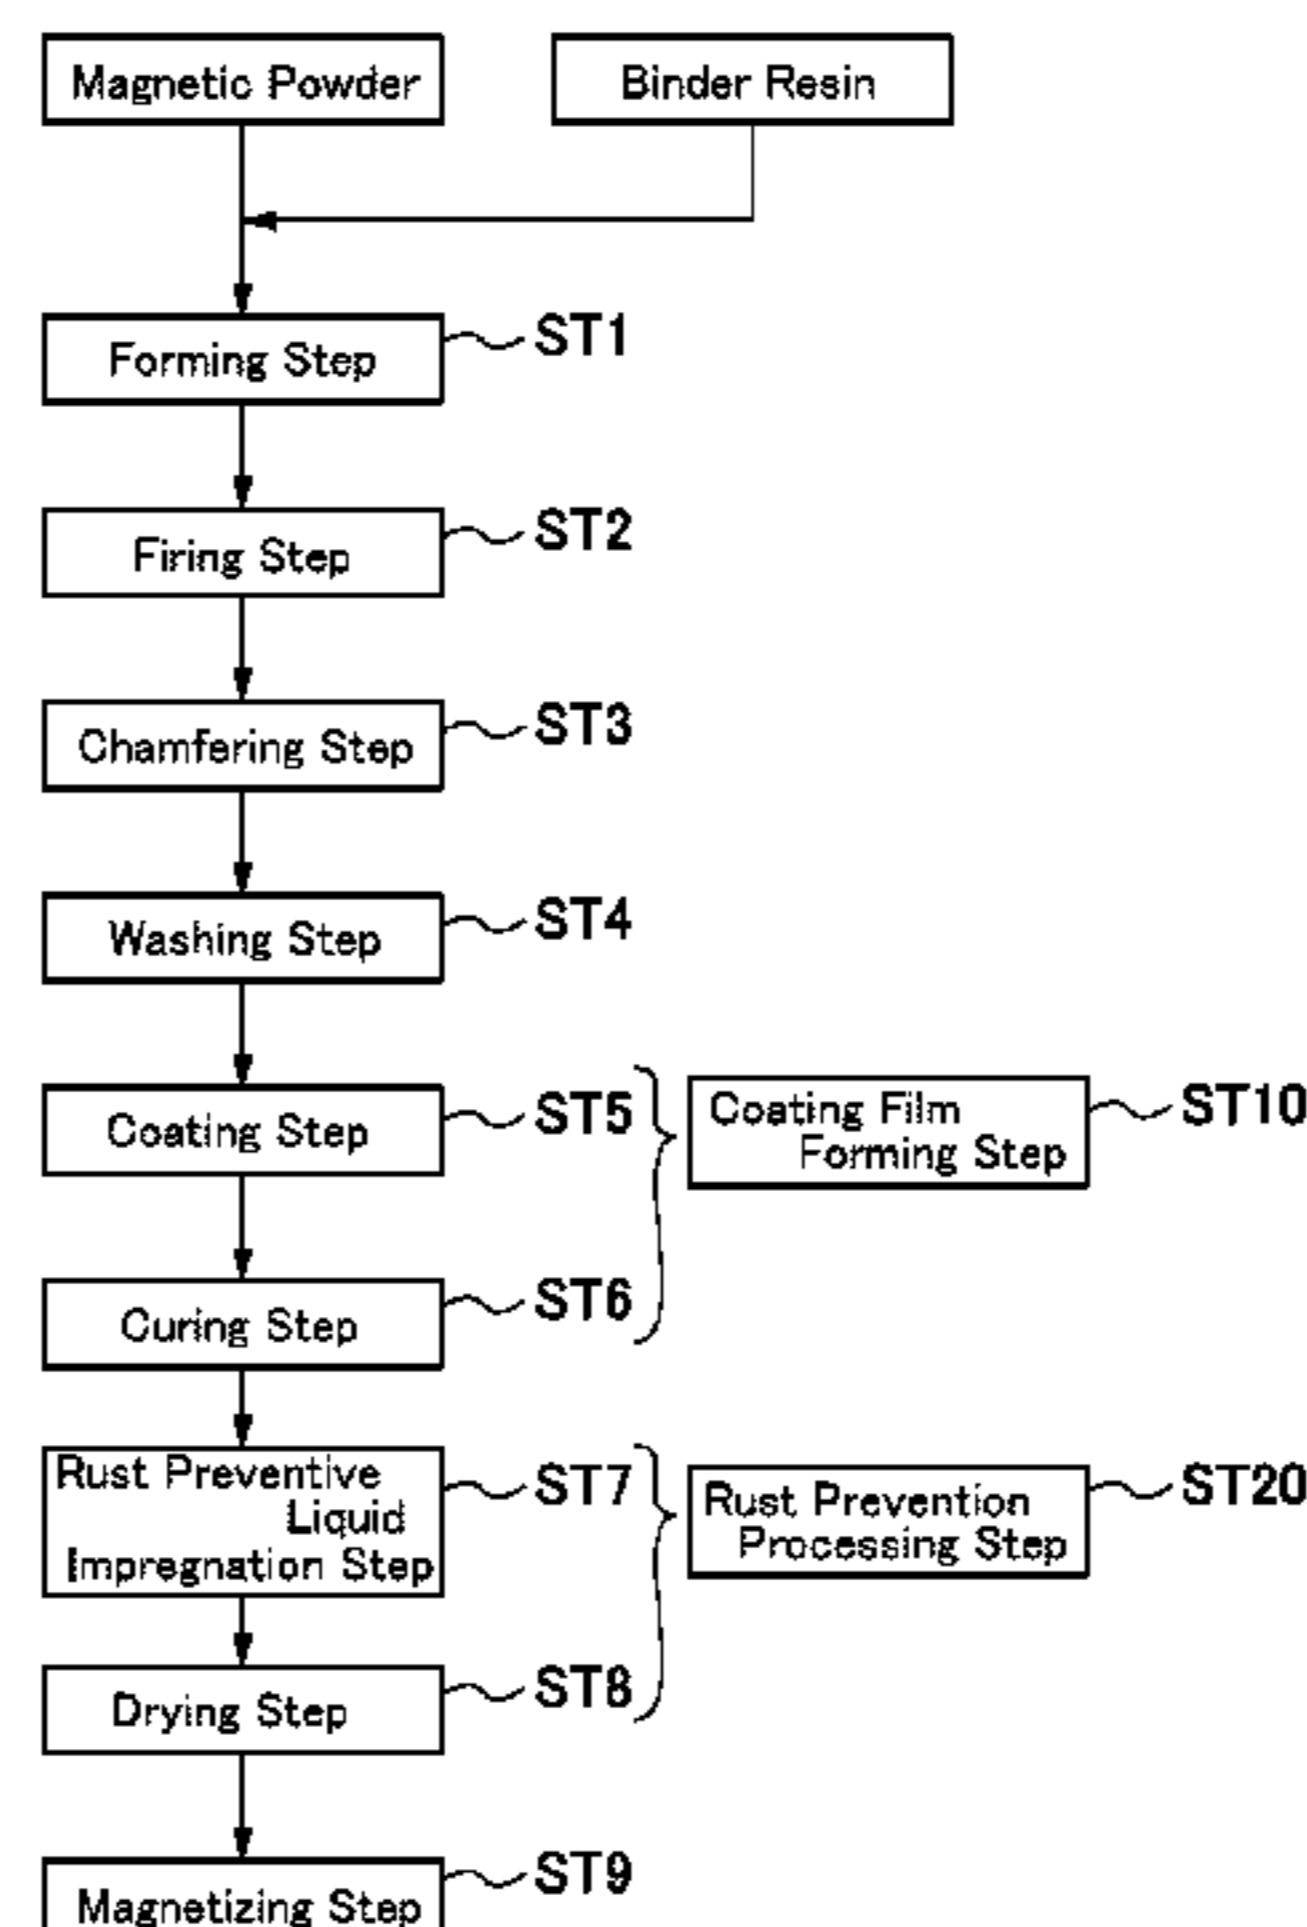 Magnetic Powder
Binder Resin
Forming Step
ST1
Firing Step
ST2
Chamfering Step
ST3
Washing Step
ST4
Coating Step
ST5
Coating Film
Forming Step
ST10
Curing Step
ST6
Rust Preventive
Liquid
Impregnation Step
ST7
Rust Prevention
Processing Step
ST20
Drying Step
ST8
Magnetizing Step
ST9